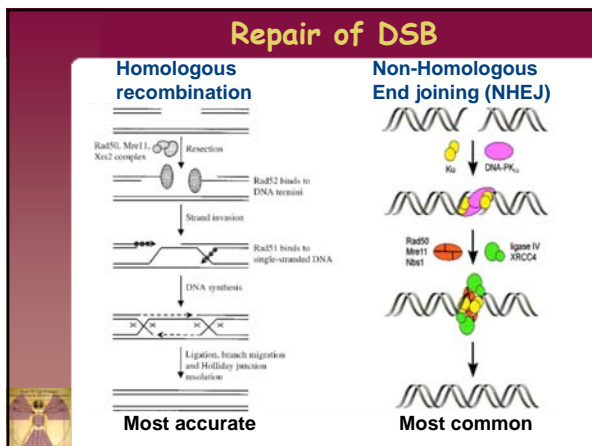 Repair of DSB
Homologous
recombination
Rad50, Mre11,
Xrs2 complex
Resection
Rad52 binds to
DNA termini
Strand invasion
Rad51 binds to
single-stranded DNA
DNA synthesis
Ligation, branch migration
and Holliday junction
resolution
Most accurate
Non-Homologous
End joining (NHEJ)
Ku
DNA-PKcs
Rad50
Mre11
Nbs1
ligase IV
XRCC4
Most common